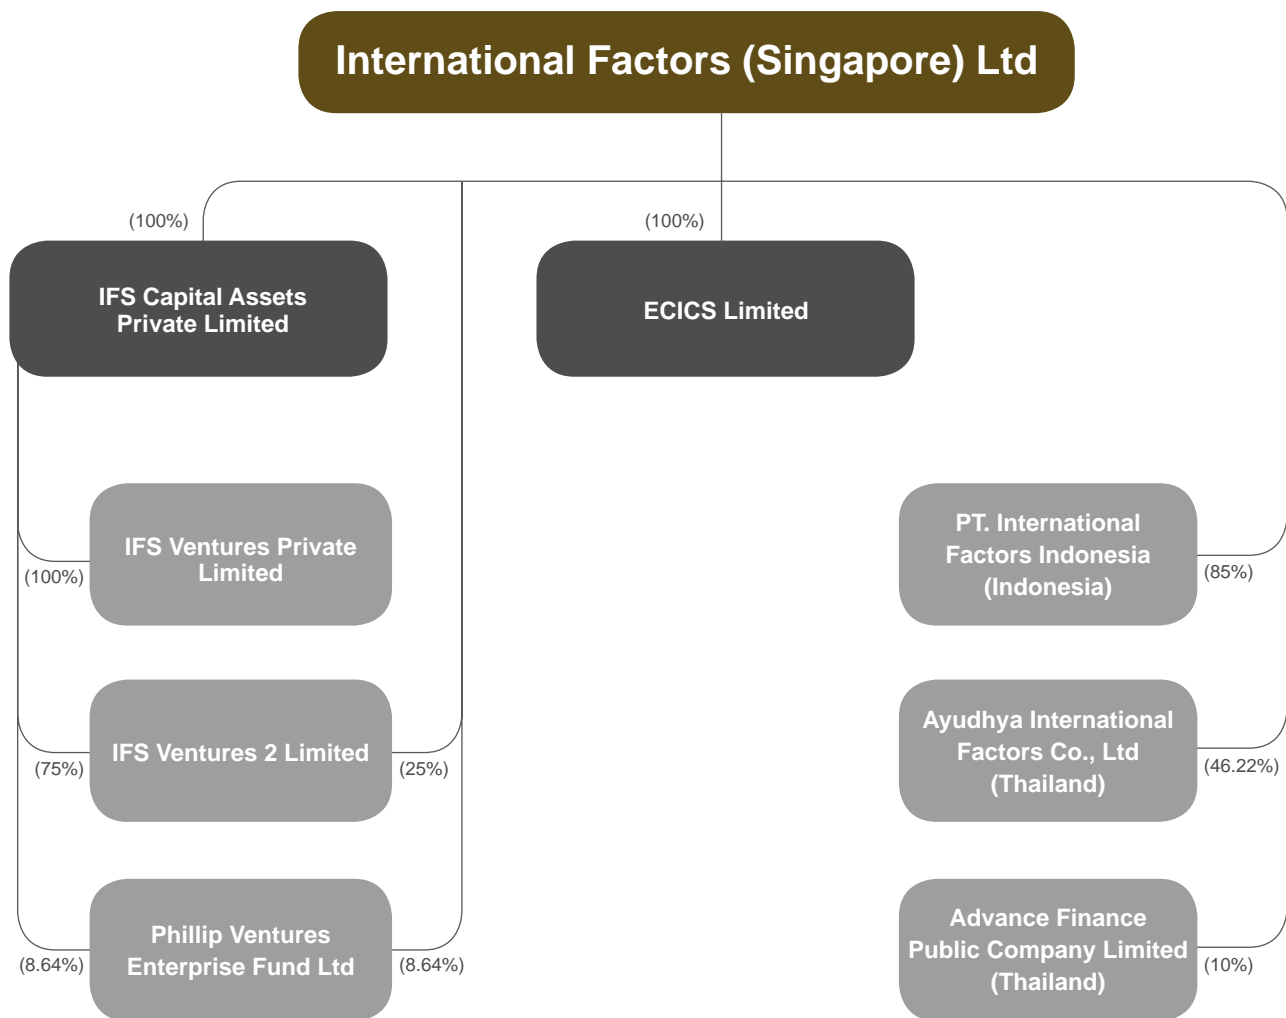 International Factors (Singapore) Ltd
(100%)
(100%)
IFS Capital Assets
Private Limited
ECICS Limited
IFS Ventures Private
Limited
(100%)
PT. International
Factors Indonesia
(Indonesia)
(85%)
IFS Ventures 2 Limited
(75%)
(25%)
Ayudhya International
Factors Co., Ltd
(Thailand)
(46.22%)
Phillip Ventures
Enterprise Fund Ltd
(8.64%)
(8.64%)
Advance Finance
Public Company Limited
(Thailand)
(10%)